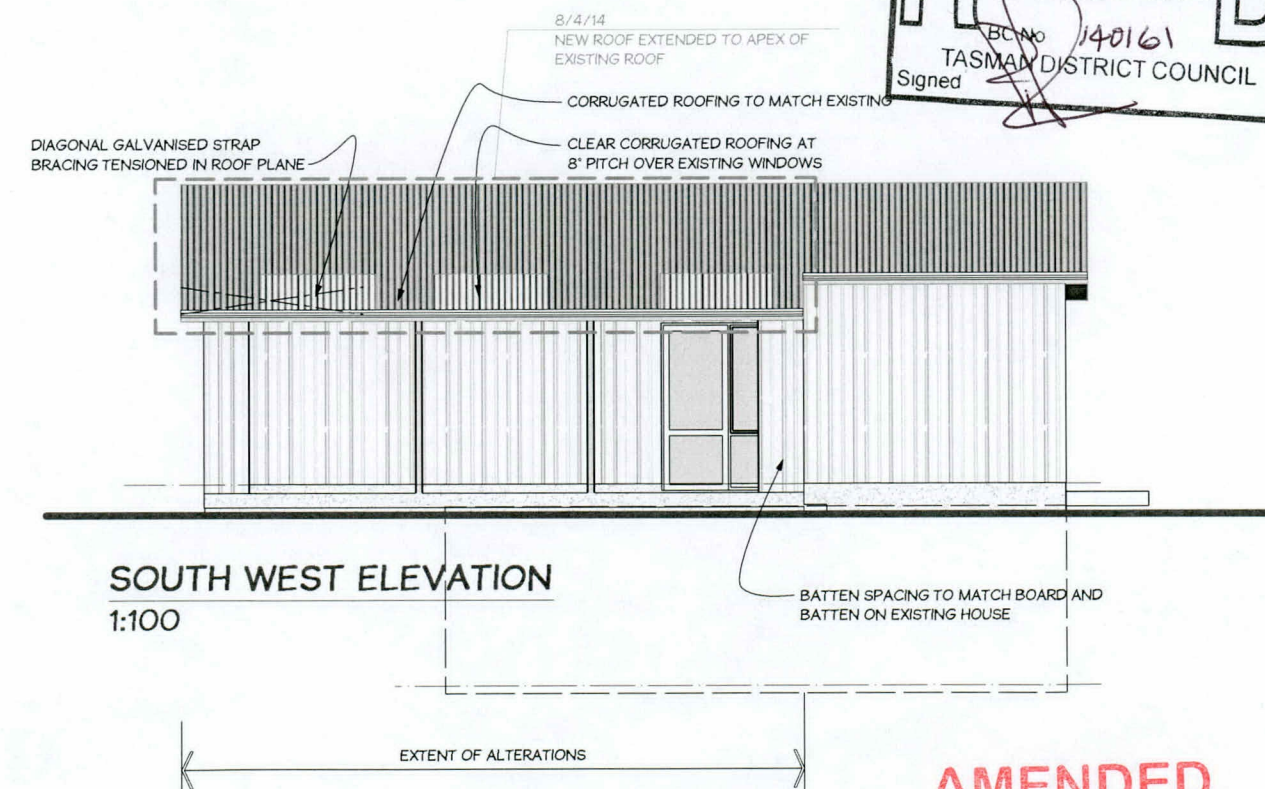 8/4/14
NEW ROOF EXTENDED TO APEX OF
EXISTING ROOF
BC No 140161
TASMAN DISTRICT COUNCIL
Signed
CORRUGATED ROOFING TO MATCH EXISTING
DIAGONAL GALVANISED STRAP
BRACING TENSIONED IN ROOF PLANE
CLEAR CORRUGATED ROOFING AT
8° PITCH OVER EXISTING WINDOWS
SOUTH WEST ELEVATION
1:100
BATTEN SPACING TO MATCH BOARD AND
BATTEN ON EXISTING HOUSE
EXTENT OF ALTERATIONS
AMENDED